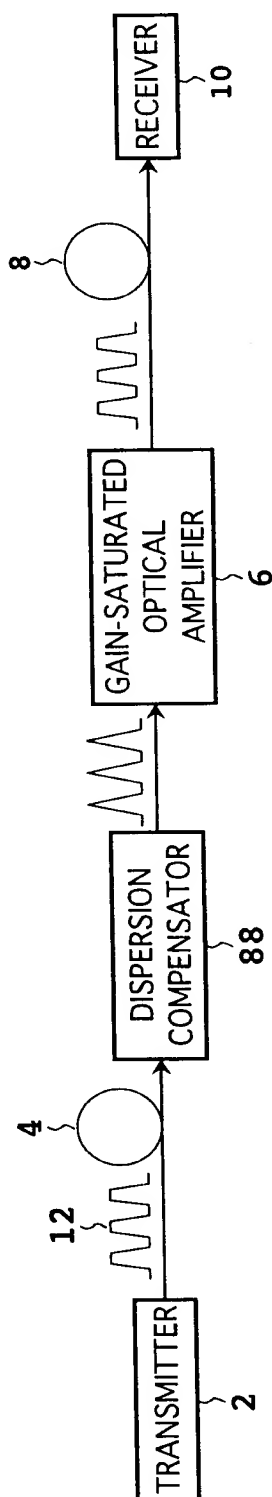 TRANSMITTER
2
12
4
DISPERSION
COMPENSATOR
88
GAIN-SATURATED
OPTICAL
AMPLIFIER
6
8
RECEIVER
10